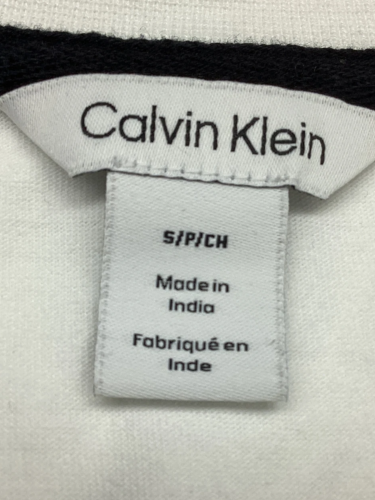 Calvin Klein
S/P/CH
Made in
India
Fabriqué en
Inde